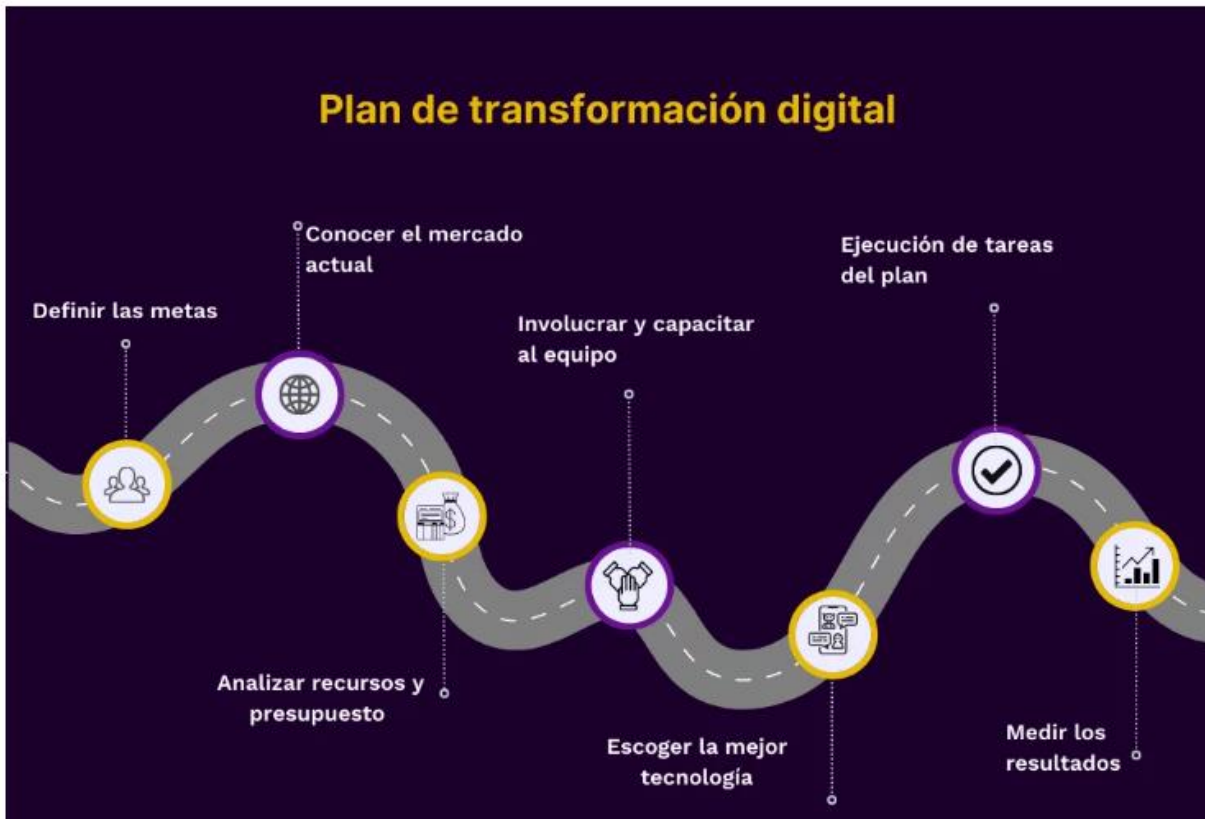 Plan de transformación digital
Definir las metas
Conocer el mercado
actual
Analizar recursos y
presupuesto
Involucrar y capacitar
al equipo
Escoger la mejor
tecnología
Ejecución de tareas
del plan
Medir los
resultados